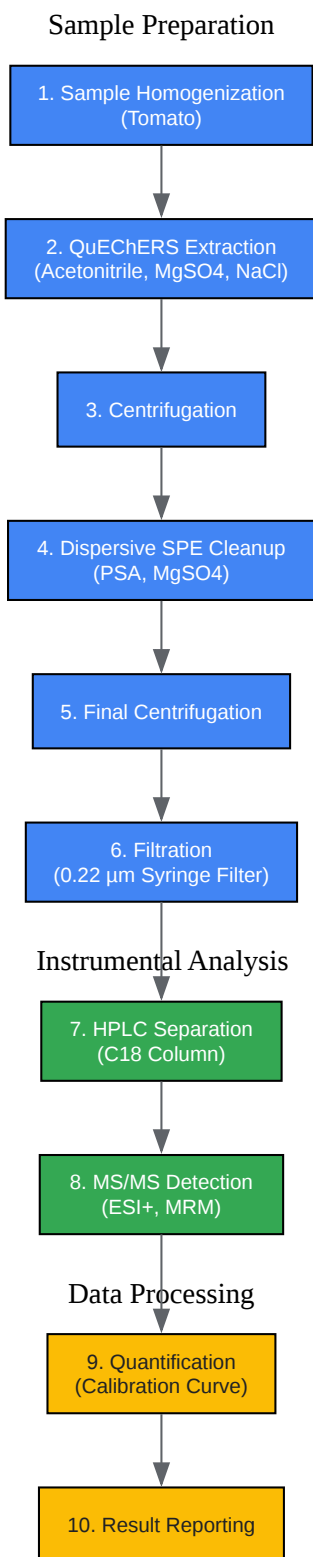 Sample Preparation
1. Sample Homogenization
(Tomato)
2. QuEChERS Extraction
(Acetonitrile, MgSO4, NaCl)
3. Centrifugation
4. Dispersive SPE Cleanup
(PSA, MgSO4)
5. Final Centrifugation
6. Filtration
(0.22 µm Syringe Filter)
Instrumental Analysis
7. HPLC Separation
(C18 Column)
8. MS/MS Detection
(ESI+, MRM)
Data Processing
9. Quantification
(Calibration Curve)
10. Result Reporting